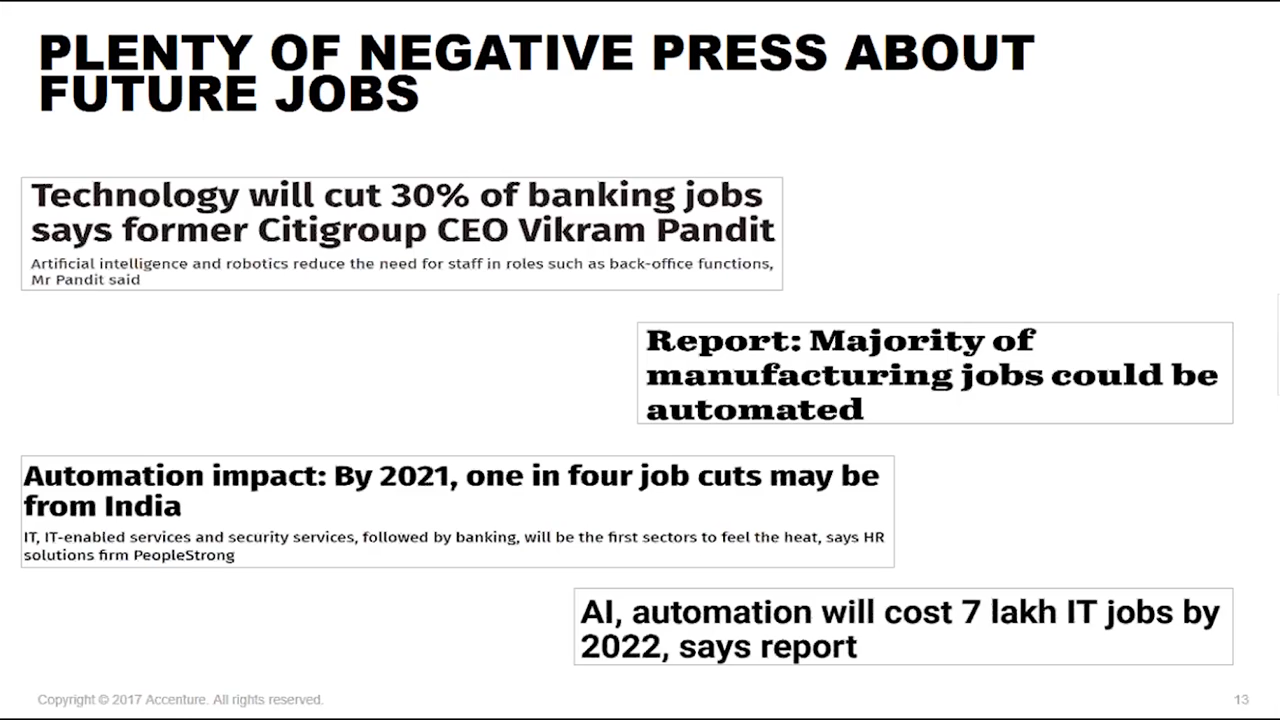 PLENTY OF NEGATIVE PRESS ABOUT
FUTURE JOBS
Technology will cut 30% of banking jobs
says former Citigroup CEO Vikram Pandit
Artificial intelligence and robotics reduce the need for staff in roles such as back-office functions,
Mr Pandit said
Report: Majority of
manufacturing jobs could be
automated
Automation impact: By 2021, one in four job cuts may be
from India
IT, IT-enabled services and security services, followed by banking, will be the first sectors to feel the heat, says HR
solutions firm PeopleStrong
AI, automation will cost 7 lakh IT jobs by
2022, says report
Copyright © 2017 Accenture. All rights reserved.
13